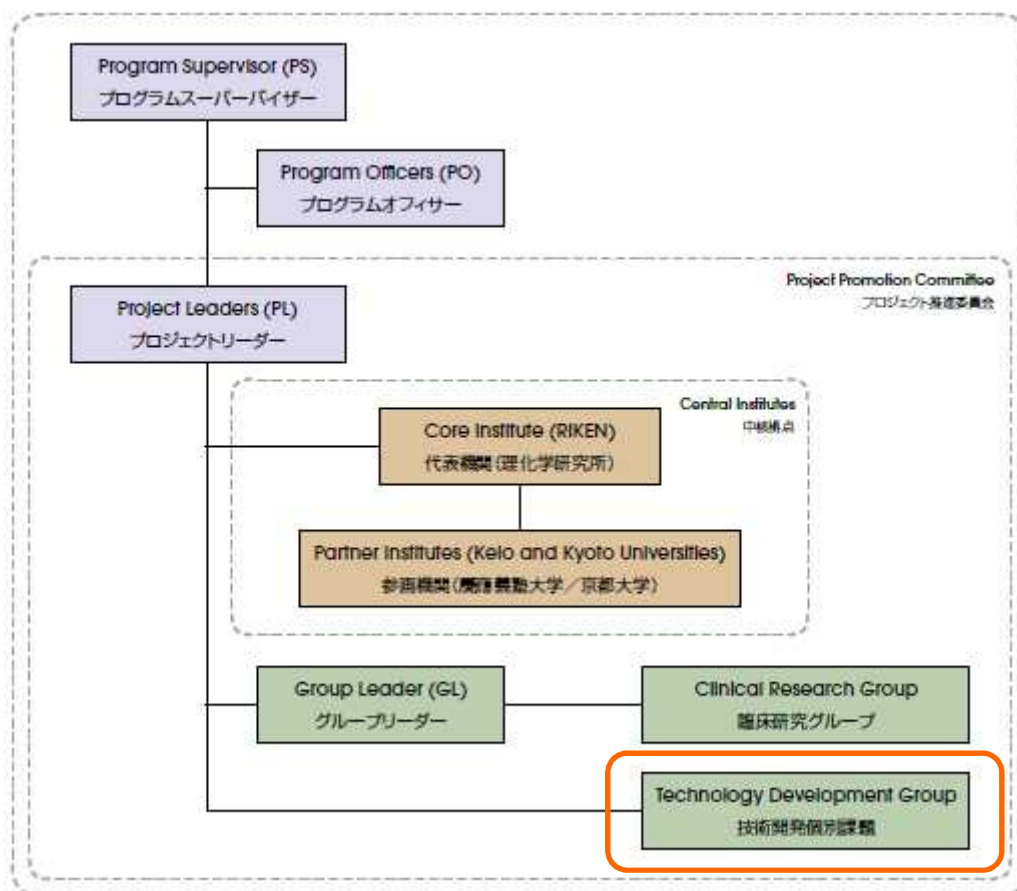 Program Supervisor (PS)
プログラムスーパーバイザー
Program Officers (PO)
プログラムオフィサー
Project Promotion Committee
プロジェクト推進委員会
Project Leaders (PL)
プロジェクトリーダー
Central Institutes
中核拠点
Core Institute (RIKEN)
代表機関(理化学研究所)
Partner Institutes (Keio and Kyoto Universities)
参画機関(慶應義塾大学/京都大学)
Group Leader (GL)
グループリーダー
Clinical Research Group
臨床研究グループ
Technology Development Group
技術開発個別課題